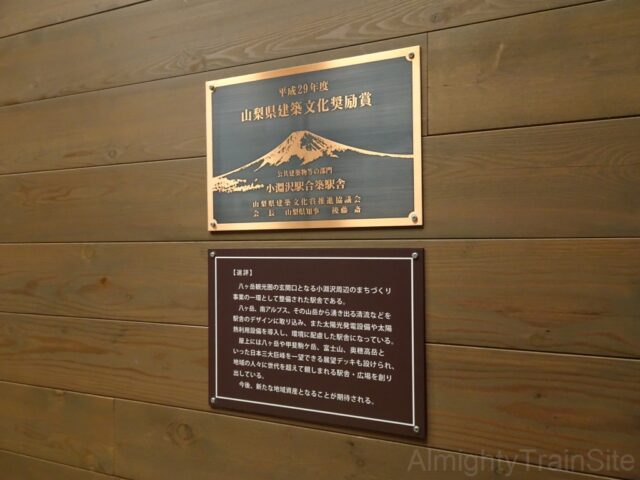 平成29年度
山梨県建築文化奨励賞
公共建築物等の部門
小淵沢駅合築駅舎
山梨県建築文化賞推進協議会
会長 山梨県知事 後藤 斎
【選評】
八ヶ岳観光圏の玄関口となる小淵沢周辺のまちづくり
事業の一環として整備された駅舎である。
八ヶ岳、南アルプス、その山岳から湧き出る清流などを
駅舎のデザインに取り込み、また太陽光発電設備や太陽
熱利用設備を導入し、環境に配慮した駅舎になっている。
屋上には八ヶ岳や甲斐駒ケ岳、富士山、奥穂高岳と
いった日本三大巨峰を一望できる展望デッキも設けられ、
地域の人々に世代を超えて親しまれる駅舎・広場を創り
出している。
今後、新たな地域資産となることが期待される。
AlmightyTrainSite